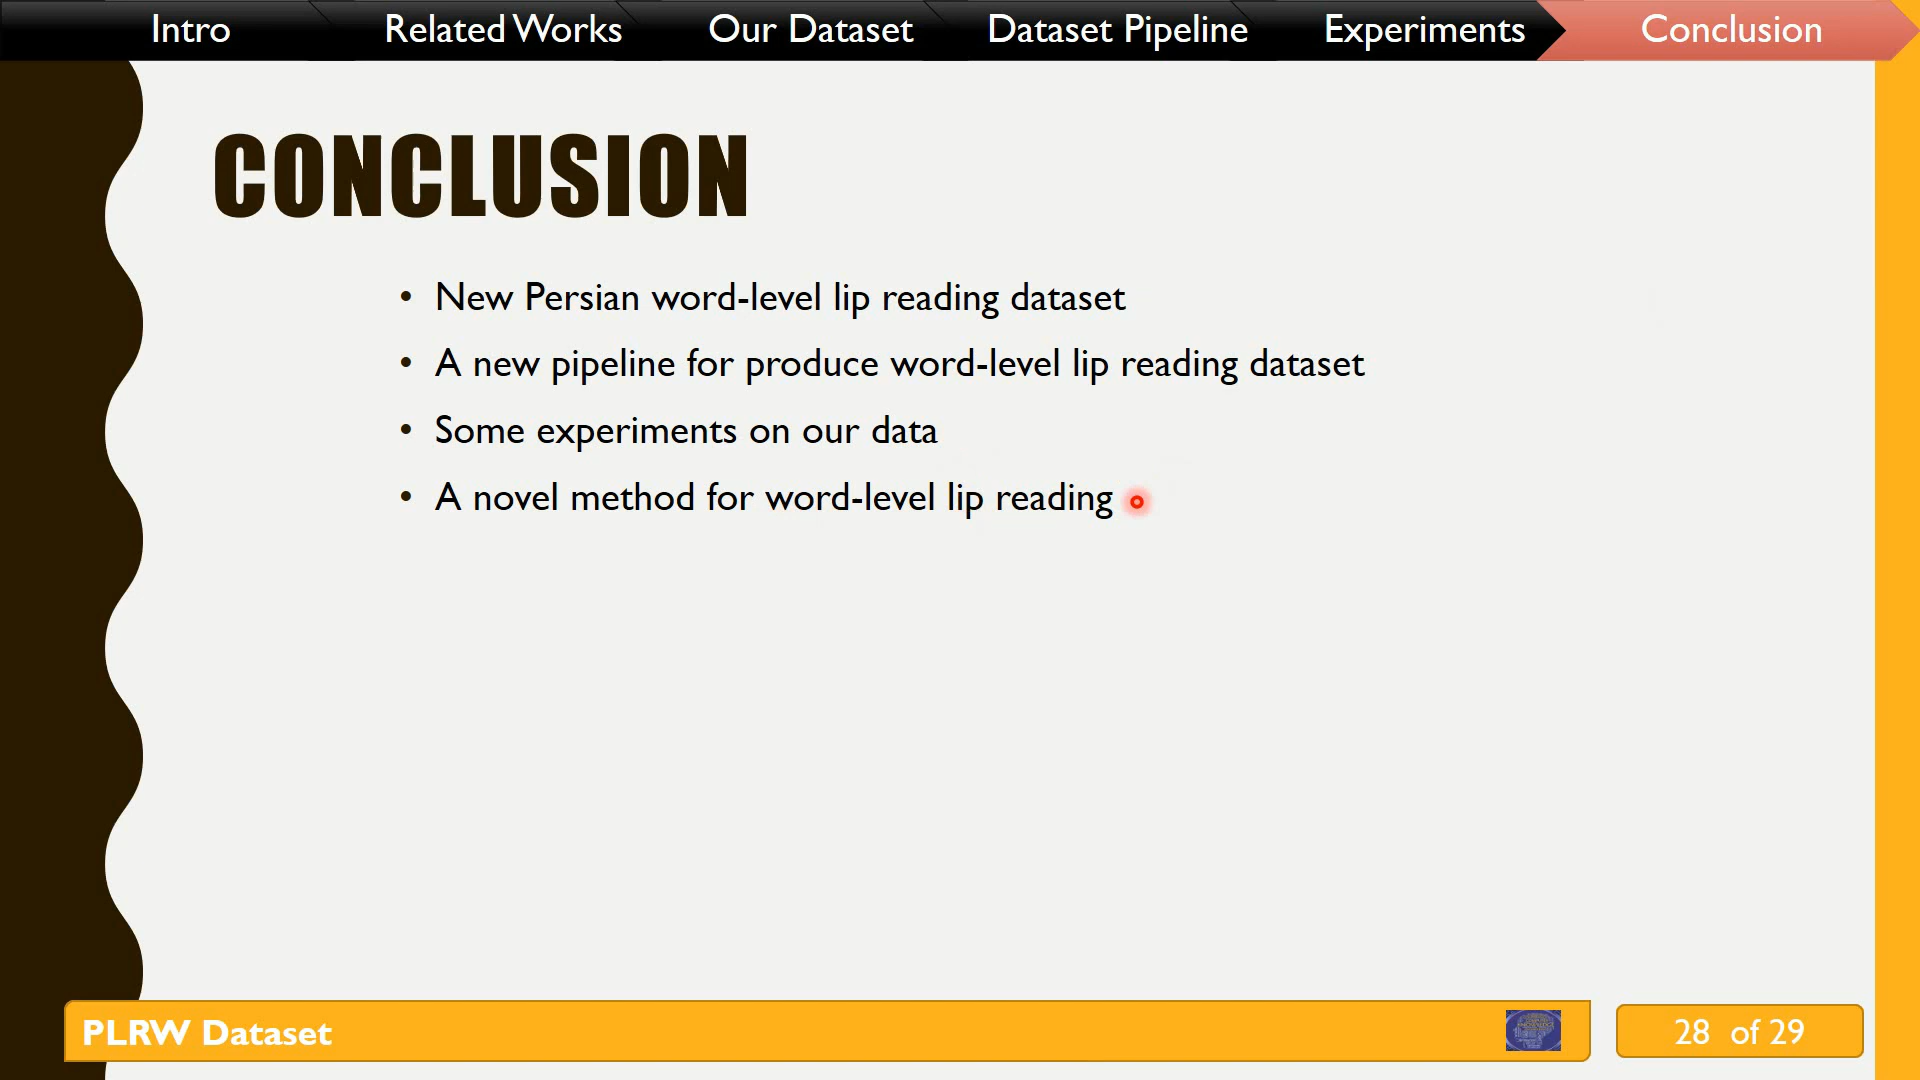 Intro
Related Works
Our Dataset
Dataset Pipeline
Experiments
Conclusion
CONCLUSION
• New Persian word-level lip reading dataset
• A new pipeline for produce word-level lip reading dataset
• Some experiments on our data
• A novel method for word-level lip reading
PLRW Dataset
28 of 29